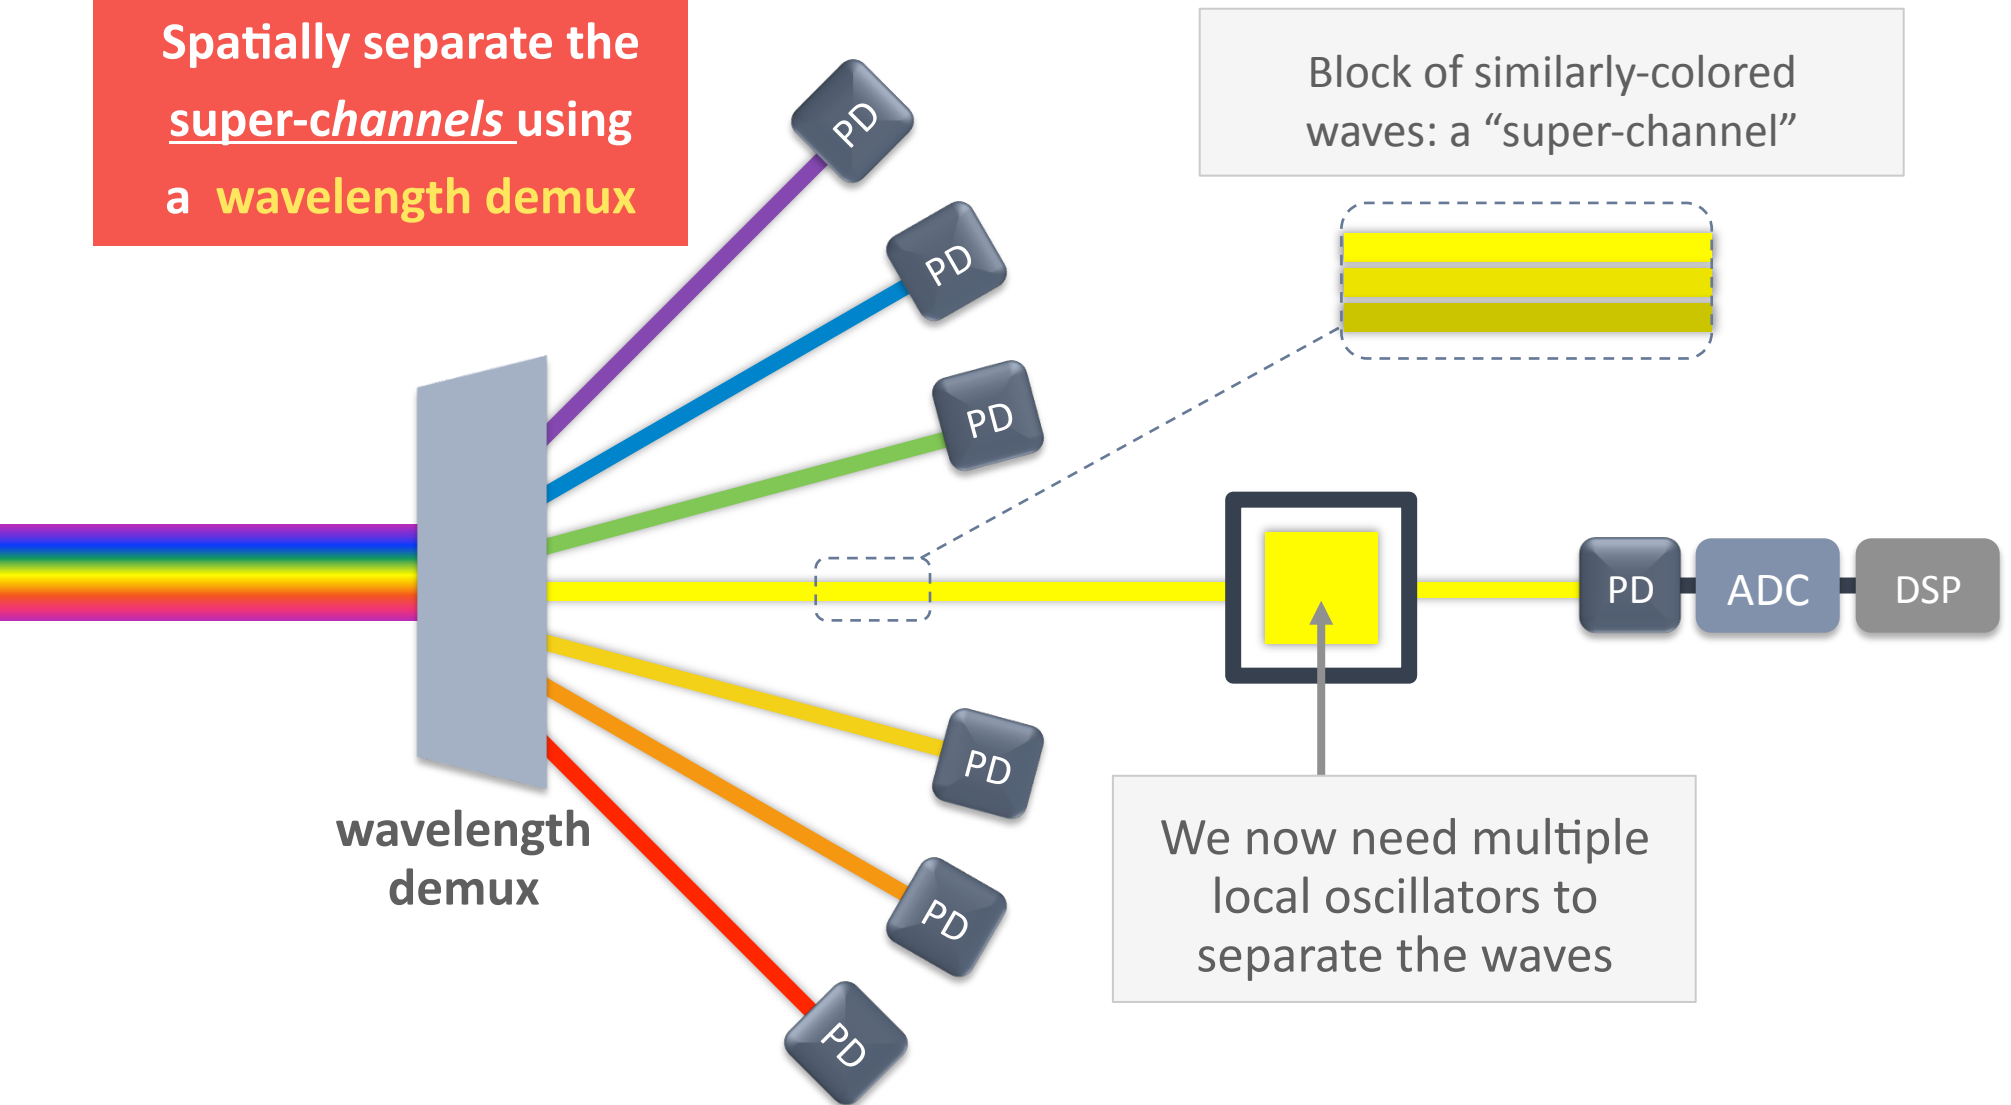 Spatially separate the
super-channels using
a wavelength demux
Block of similarly-colored
waves: a “super-channel”
PD
PD
PD
PD
ADC
DSP
PD
PD
PD
wavelength
demux
We now need multiple
local oscillators to
separate the waves